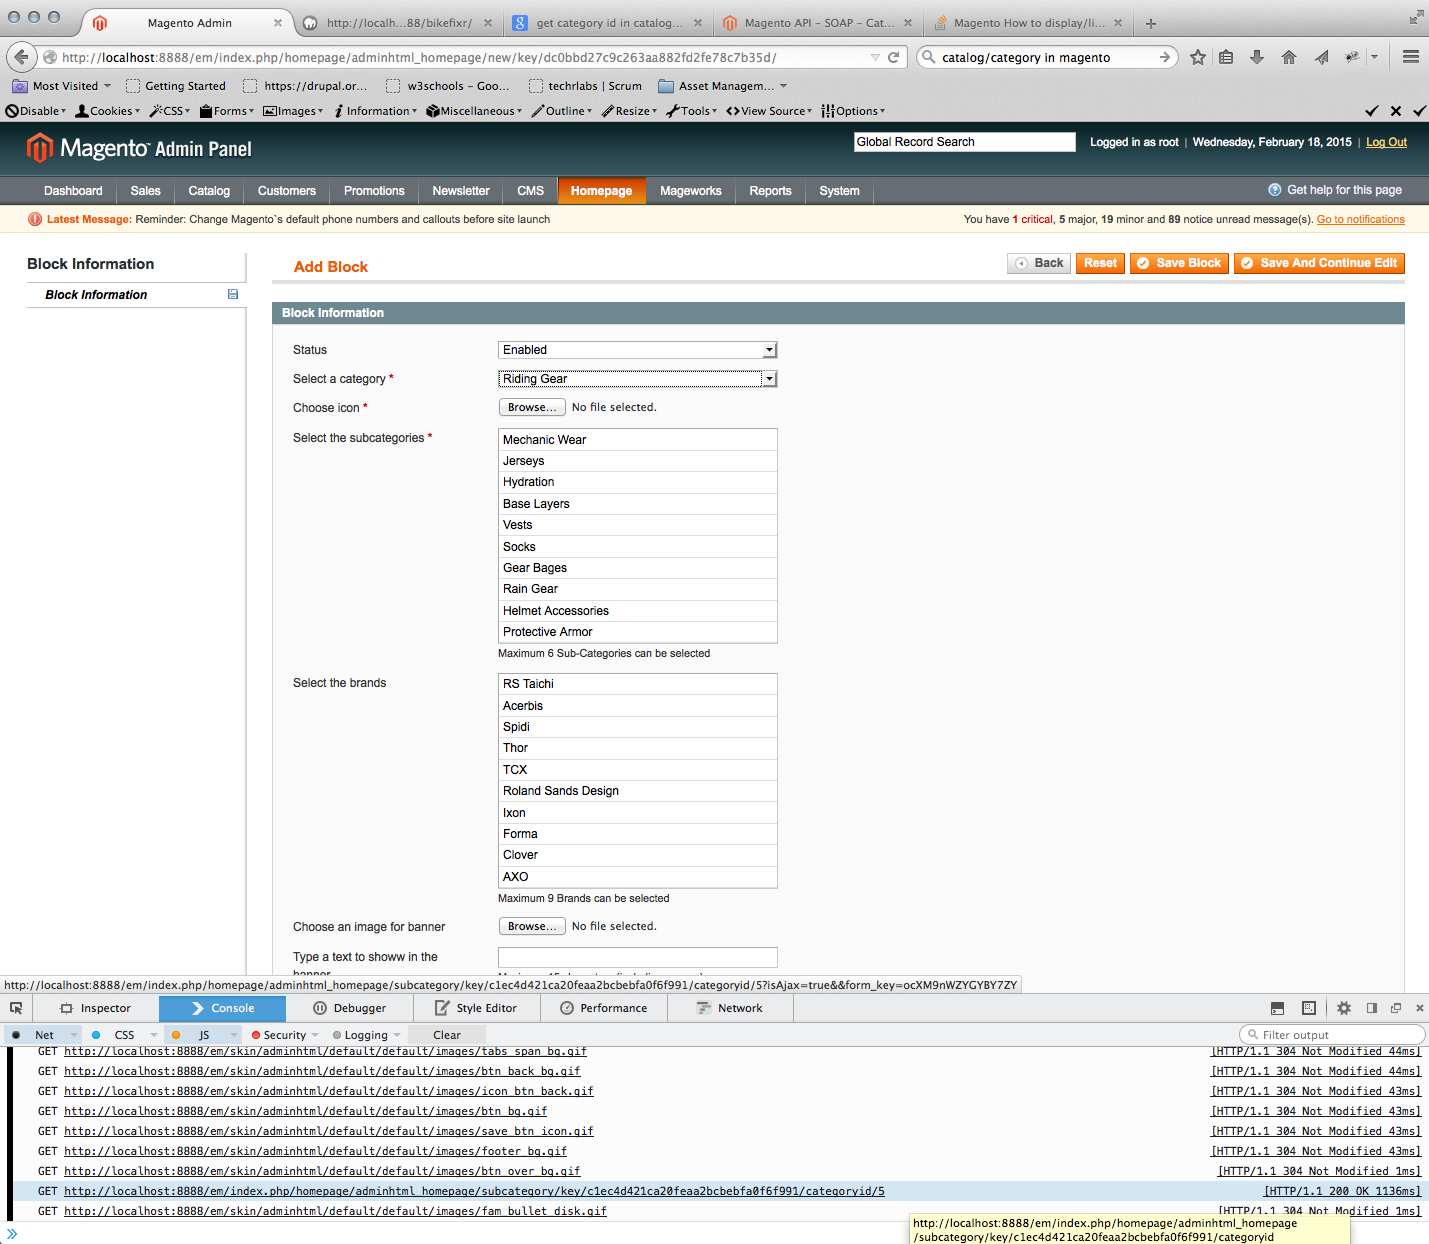 Magento Admin
http://localh...88/bikefixr/
get category id in catalog...
Magento API – SOAP – Cat...
Magento How to display/li...
http://localhost:8888/em/index.php/homepage/adminhtml_homepage/new/key/dc0bbd27c9c263aa882fd2fe78c7b35d/
catalog/category in magento
Most Visited
Getting Started
https://drupal.or...
w3schools – Goo...
techrlabs | Scrum
Asset Managem...
Disable
Cookies
CSS
Forms
Images
Information
Miscellaneous
Outline
Resize
Tools
View Source
Options
Magento Admin Panel
Global Record Search
Logged in as root | Wednesday, February 18, 2015 | Log Out
Dashboard
Sales
Catalog
Customers
Promotions
Newsletter
CMS
Homepage
Mageworks
Reports
System
Get help for this page
Latest Message: Reminder: Change Magento`s default phone numbers and callouts before site launch
You have 1 critical, 5 major, 19 minor and 89 notice unread message(s). Go to notifications
Block Information
Block Information
Add Block
Back
Reset
Save Block
Save And Continue Edit
Block Information
Status
Enabled
Select a category *
Riding Gear
Choose icon *
Browse... No file selected.
Select the subcategories *
Mechanic Wear
Jerseys
Hydration
Base Layers
Vests
Socks
Gear Bages
Rain Gear
Helmet Accessories
Protective Armor
Maximum 6 Sub-Categories can be selected
Select the brands
RS Taichi
Acerbis
Spidi
Thor
TCX
Roland Sands Design
Ixon
Forma
Clover
AXO
Maximum 9 Brands can be selected
Choose an image for banner
Browse... No file selected.
Type a text to showw in the
banner
http://localhost:8888/em/index.php/homepage/adminhtml_homepage/subcategory/key/c1ec4d421ca20feaa2bcbebfa0f6f991/categoryid/5?isAjax=true&&form_key=ocXM9nWZYGYBY7ZY
Inspector
Console
Debugger
Style Editor
Performance
Network
Net
CSS
JS
Security
Logging
Clear
Filter output
GET http://localhost:8888/em/skin/adminhtml/default/default/images/tabs_span_bg.gif [HTTP/1.1 304 Not Modified 44ms]
GET http://localhost:8888/em/skin/adminhtml/default/default/images/btn_back_bg.gif [HTTP/1.1 304 Not Modified 44ms]
GET http://localhost:8888/em/skin/adminhtml/default/default/images/icon_btn_back.gif [HTTP/1.1 304 Not Modified 43ms]
GET http://localhost:8888/em/skin/adminhtml/default/default/images/btn_bg.gif [HTTP/1.1 304 Not Modified 43ms]
GET http://localhost:8888/em/skin/adminhtml/default/default/images/save_btn_icon.gif [HTTP/1.1 304 Not Modified 43ms]
GET http://localhost:8888/em/skin/adminhtml/default/default/images/footer_bg.gif [HTTP/1.1 304 Not Modified 43ms]
GET http://localhost:8888/em/skin/adminhtml/default/default/images/btn_over_bg.gif [HTTP/1.1 304 Not Modified 1ms]
GET http://localhost:8888/em/index.php/homepage/adminhtml_homepage/subcategory/key/c1ec4d421ca20feaa2bcbebfa0f6f991/categoryid/5 [HTTP/1.1 200 OK 1136ms]
GET http://localhost:8888/em/skin/adminhtml/default/default/images/fam_bullet_disk.gif [HTTP/1.1 304 Not Modified 1ms]
http://localhost:8888/em/index.php/homepage/adminhtml_homepage
/subcategory/key/c1ec4d421ca20feaa2bcbebfa0f6f991/categoryid